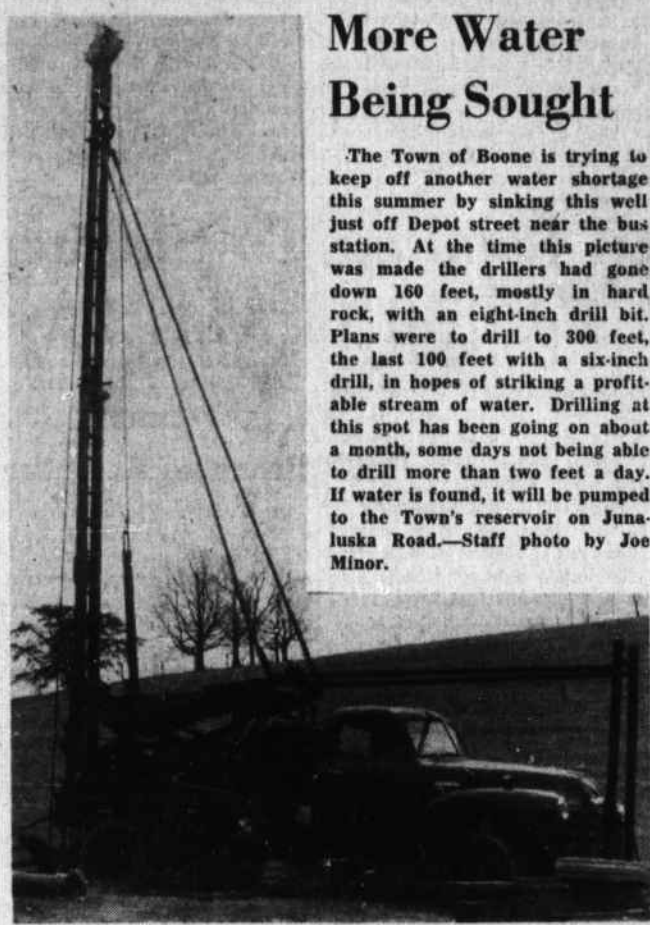 More Water
Being Sought
The Town of Boone is trying to
keep off another water shortage
this summer by sinking this well
just off Depot street near the bus
station. At the time this picture
was made the drillers had gone
down 160 feet, mostly in hard
rock, with an eight-inch drill bit.
Plans were to drill to 300 feet,
the last 100 feet with a six-inch
drill, in hopes of striking a profit-
able stream of water. Drilling at
this spot has been going on about
a month, some days not being able
to drill more than two feet a day.
If water is found, it will be pumped
to the Town's reservoir on Juna-
luska Road.—Staff photo by Joe
Minor.